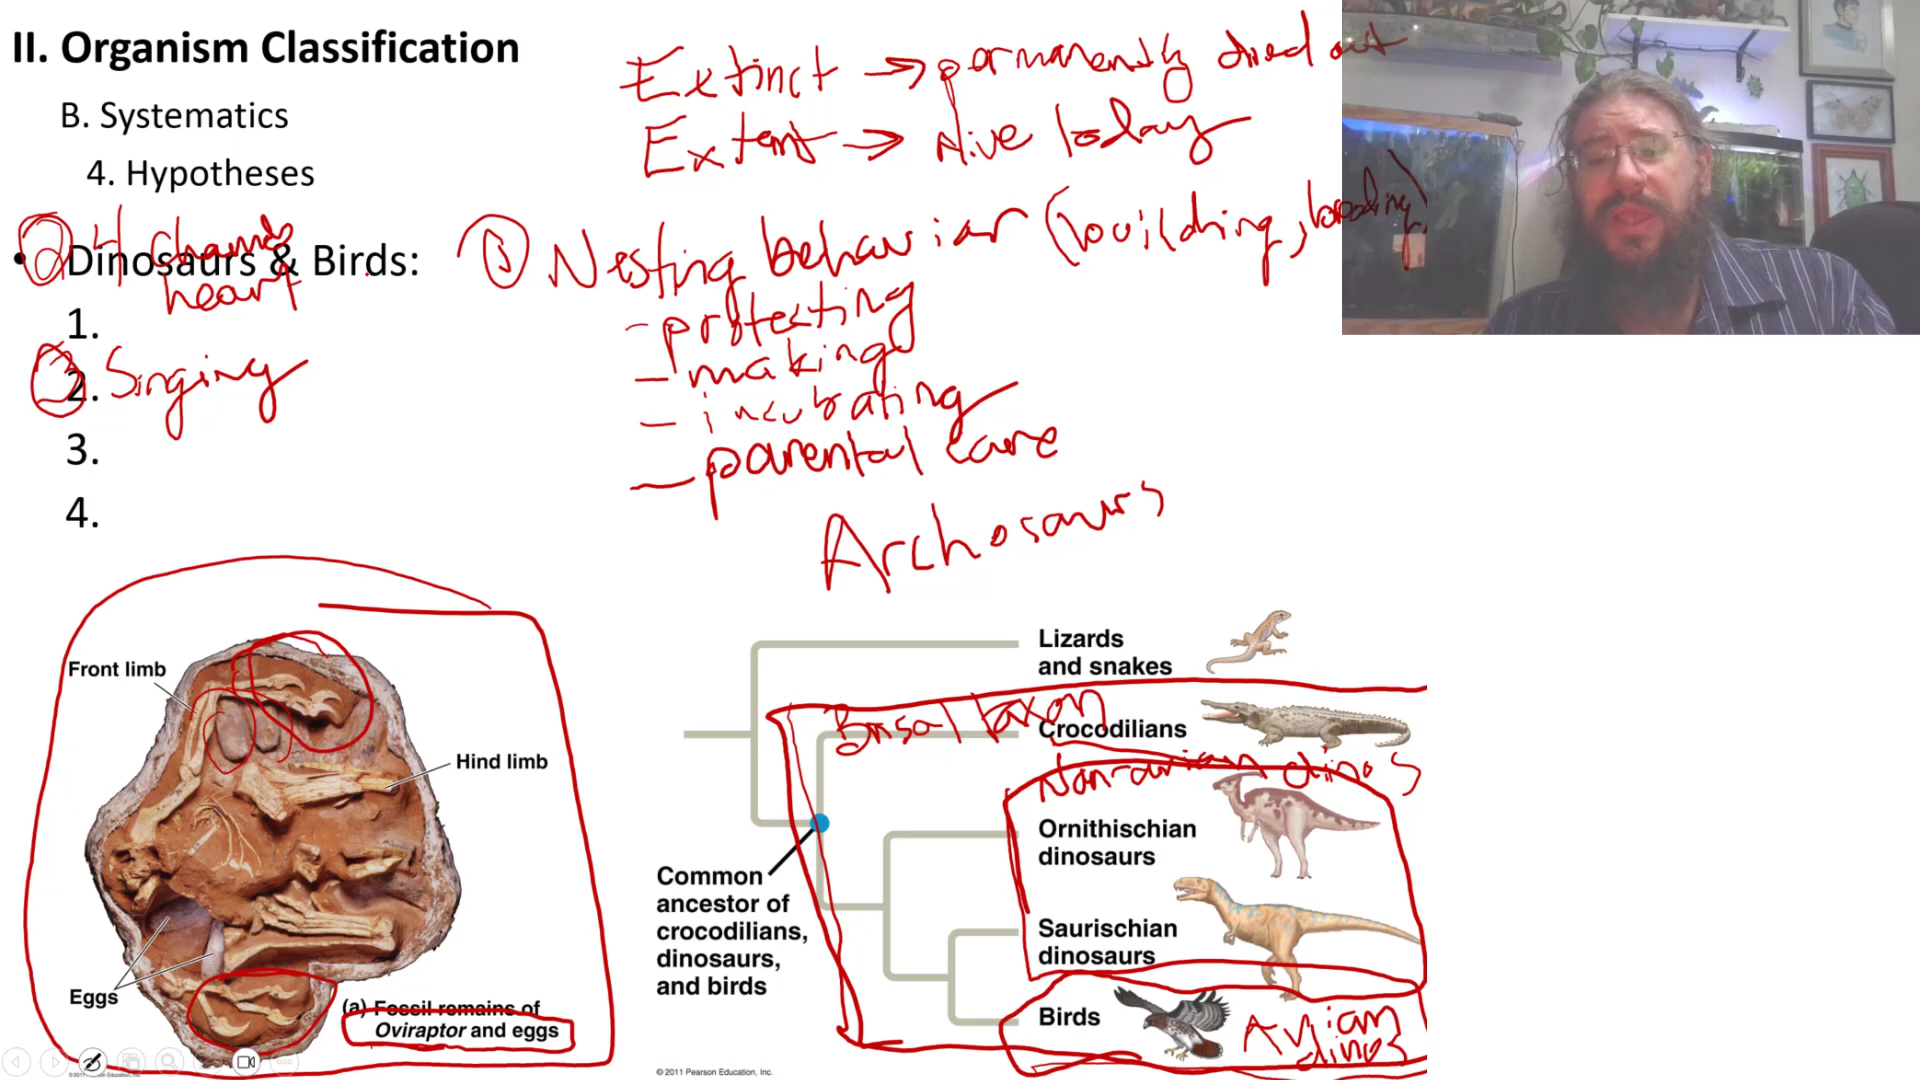 II. Organism Classification
B. Systematics
4. Hypotheses
Extinct → permanently died out
Extant → Alive today
② 4 chamb heart
• Dinosaurs & Birds:
1.
2.
3.
4.
③ Singing
① Nesting behavior (building, brooding)
- protecting
- making
- incubating
- parental care
Archosaurs
Front limb
Hind limb
Eggs
(a) Fossil remains of
Oviraptor and eggs
Lizards
and snakes
Basal taxon
Crocodilians
Non-avian dinos
Ornithischian
dinosaurs
Saurischian
dinosaurs
Birds
Avian
dinos
Common
ancestor of
crocodilians,
dinosaurs,
and birds
© 2011 Pearson Education, Inc.